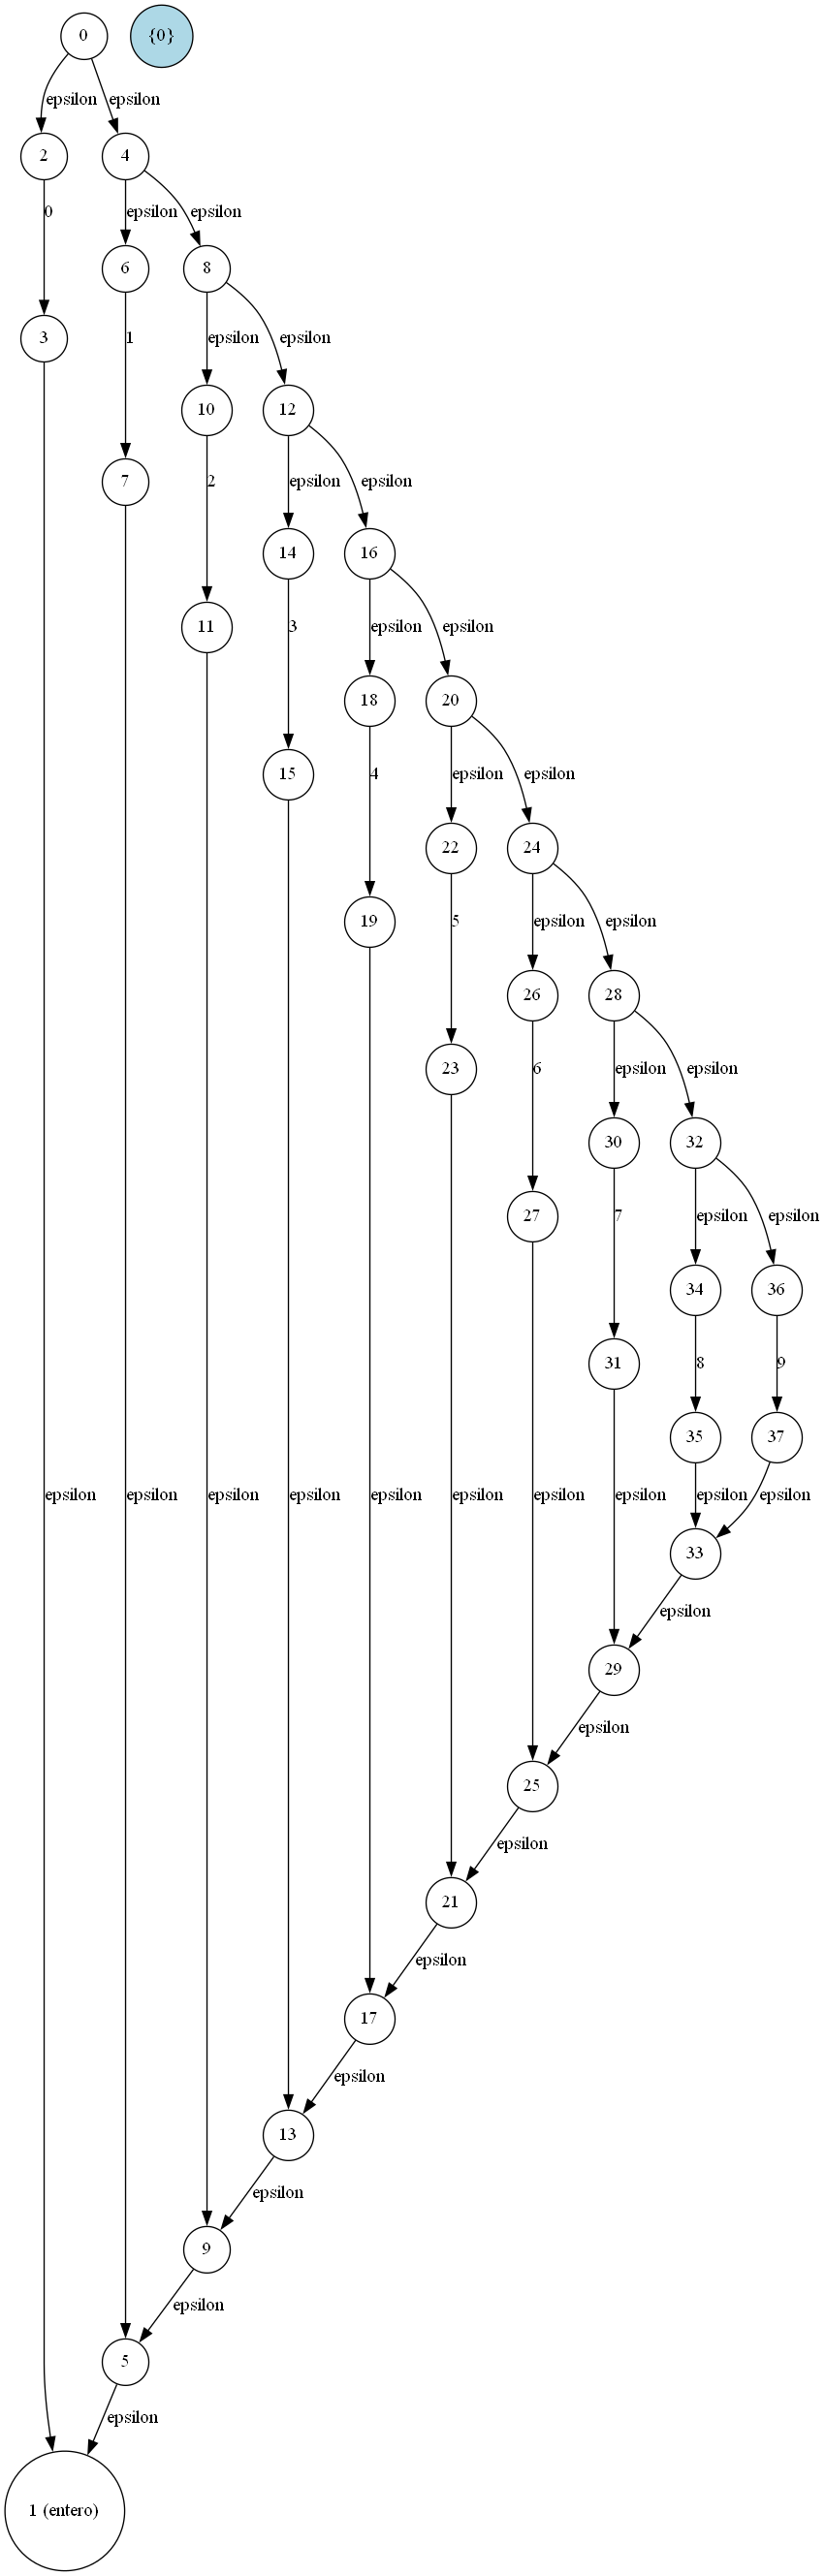 0 {0}
epsilon epsilon
2 4
0 epsilon epsilon
6 8
3 1 epsilon epsilon
10 12
7 2 epsilon epsilon
14 16
11 3 epsilon epsilon
18 20
15 4 epsilon epsilon
22 24
19 5 epsilon epsilon
26 28
23 6 epsilon epsilon
30 32
27 7 epsilon epsilon
34 36
31 8 9
35 37
epsilon epsilon epsilon epsilon epsilon epsilon epsilon epsilon epsilon epsilon
33
epsilon
29
epsilon
25
epsilon
21
epsilon
17
epsilon
13
epsilon
9
epsilon
5
epsilon
1 (entero)